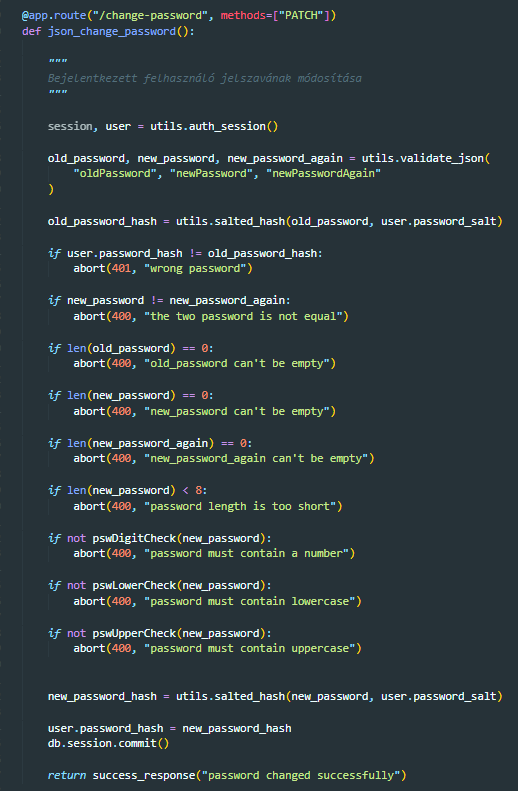 @app.route("/change-password", methods=["PATCH"])
def json_change_password():
"""
Bejelentkezett felhasználó jelszavának módosítása
"""
session, user = utils.auth_session()
old_password, new_password, new_password_again = utils.validate_json(
"oldPassword", "newPassword", "newPasswordAgain"
)
old_password_hash = utils.salted_hash(old_password, user.password_salt)
if user.password_hash != old_password_hash:
abort(401, "wrong password")
if new_password != new_password_again:
abort(400, "the two password is not equal")
if len(old_password) == 0:
abort(400, "old_password can't be empty")
if len(new_password) == 0:
abort(400, "new_password can't be empty")
if len(new_password_again) == 0:
abort(400, "new_password_again can't be empty")
if len(new_password) < 8:
abort(400, "password length is too short")
if not pswDigitCheck(new_password):
abort(400, "password must contain a number")
if not pswLowerCheck(new_password):
abort(400, "password must contain lowercase")
if not pswUpperCheck(new_password):
abort(400, "password must contain uppercase")
new_password_hash = utils.salted_hash(new_password, user.password_salt)
user.password_hash = new_password_hash
db.session.commit()
return success_response("password changed successfully")